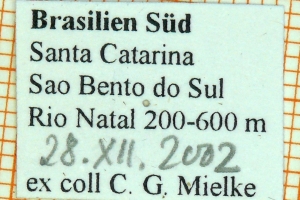 Brasilien Süd
Santa Catarina
Sao Bento do Sul
Rio Natal 200-600 m
28.XII.2002
ex coll C. G. Mielke